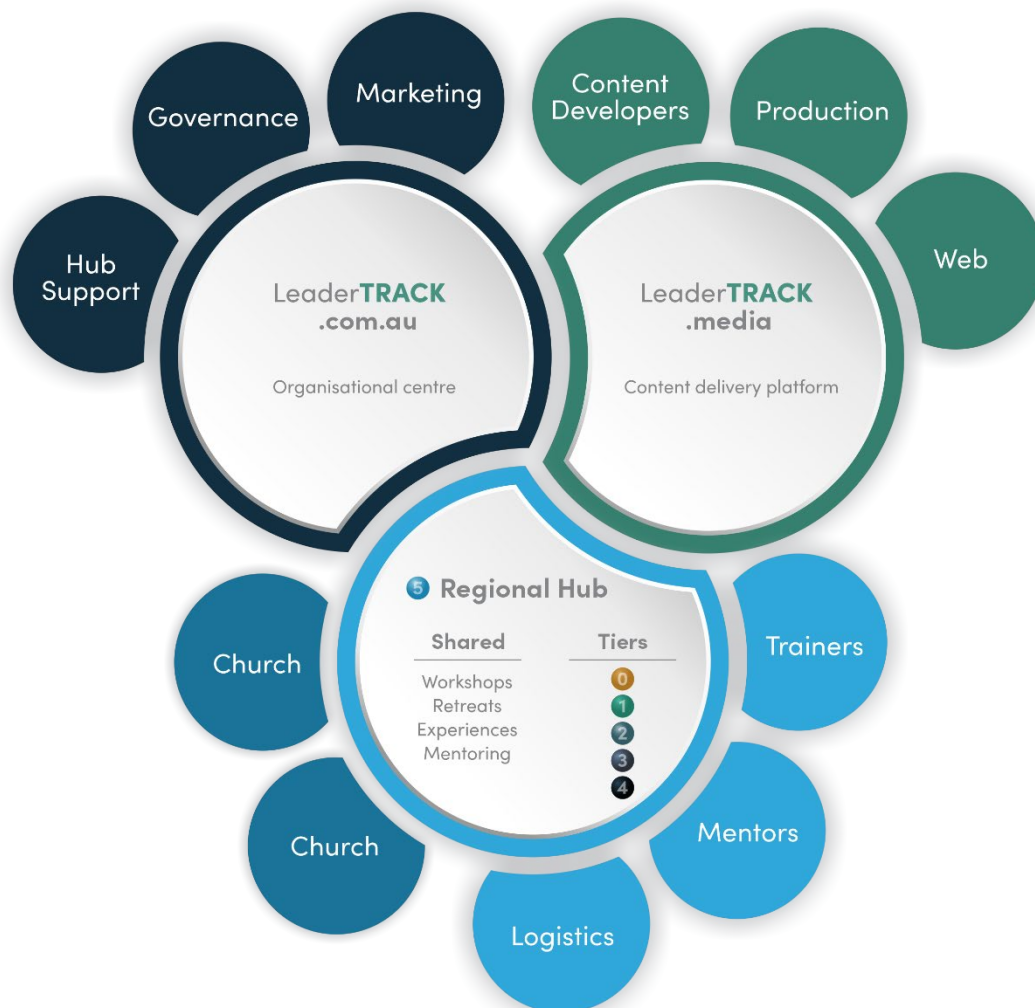 Governance
Marketing
Content
Developers
Production
Hub
Support
Web
LeaderTRACK
.com.au
Organisational centre
LeaderTRACK
.media
Content delivery platform
5 Regional Hub
Shared
Workshops
Retreats
Experiences
Mentoring
Tiers
0
1
2
3
4
Church
Church
Trainers
Mentors
Logistics